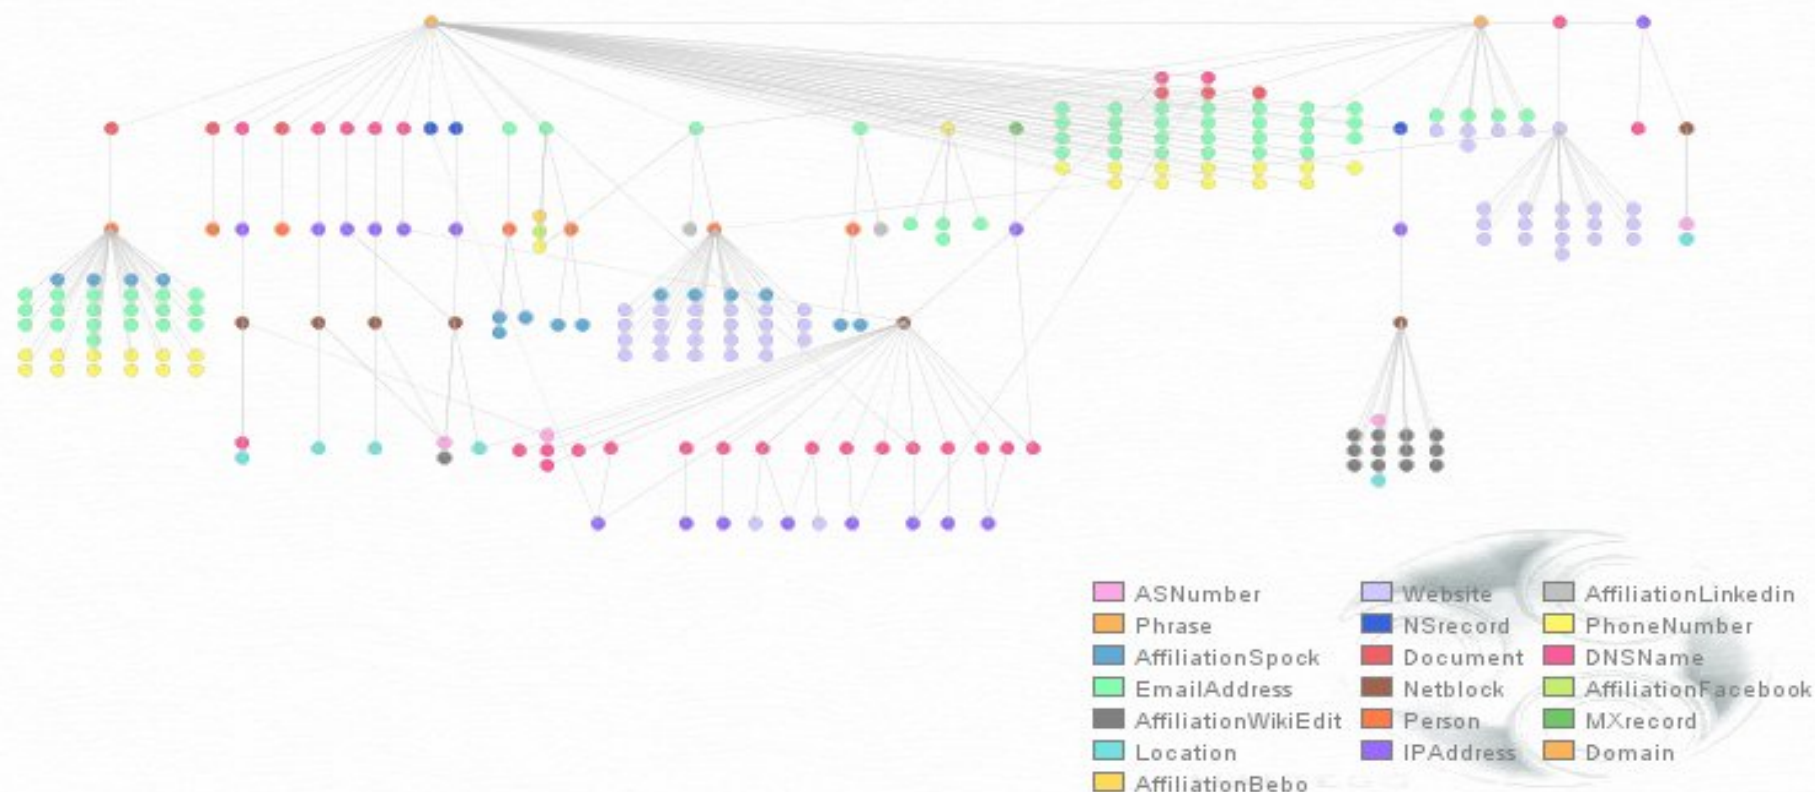 ASNumber
Phrase
AffiliationSpock
EmailAddress
AffiliationWikiEdit
Location
AffiliationBebo
Website
NSrecord
Document
Netblock
Person
IPAddress
AffiliationLinkedin
PhoneNumber
DNSName
AffiliationFacebook
MXrecord
Domain